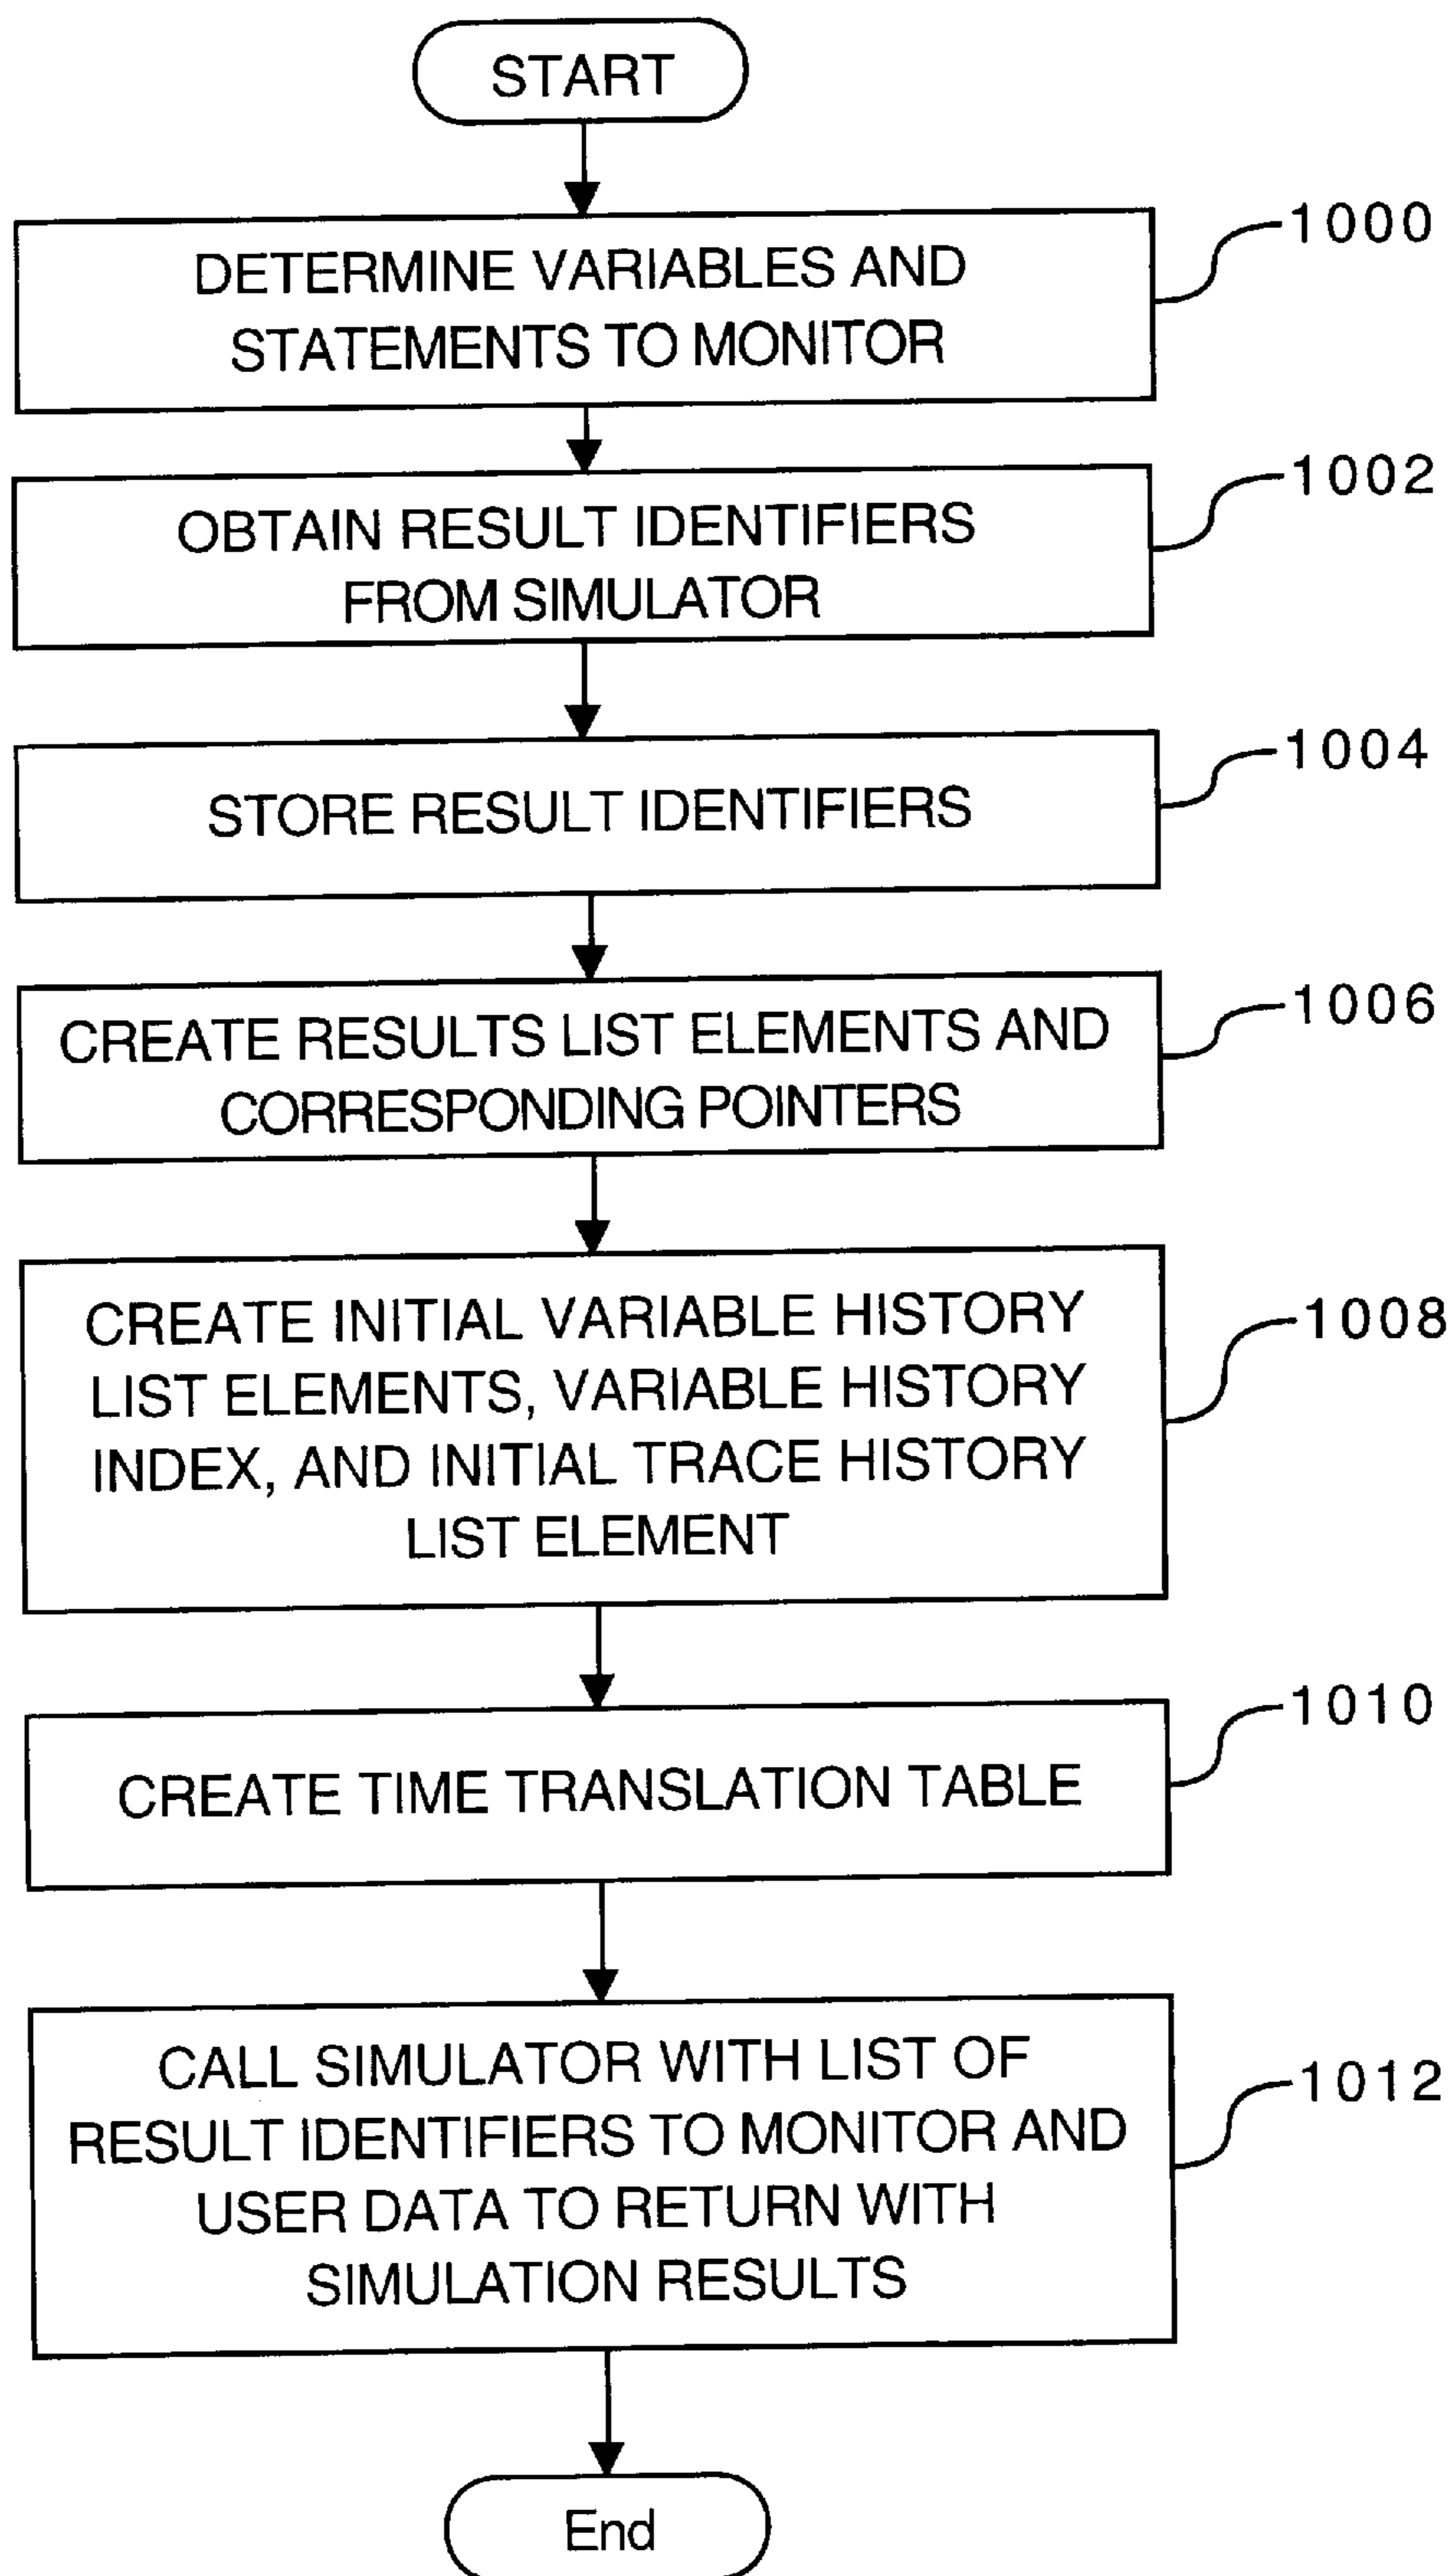 START
1000
DETERMINE VARIABLES AND
STATEMENTS TO MONITOR
1002
OBTAIN RESULT IDENTIFIERS
FROM SIMULATOR
1004
STORE RESULT IDENTIFIERS
1006
CREATE RESULTS LIST ELEMENTS AND
CORRESPONDING POINTERS
1008
CREATE INITIAL VARIABLE HISTORY
LIST ELEMENTS, VARIABLE HISTORY
INDEX, AND INITIAL TRACE HISTORY
LIST ELEMENT
1010
CREATE TIME TRANSLATION TABLE
1012
CALL SIMULATOR WITH LIST OF
RESULT IDENTIFIERS TO MONITOR AND
USER DATA TO RETURN WITH
SIMULATION RESULTS
End